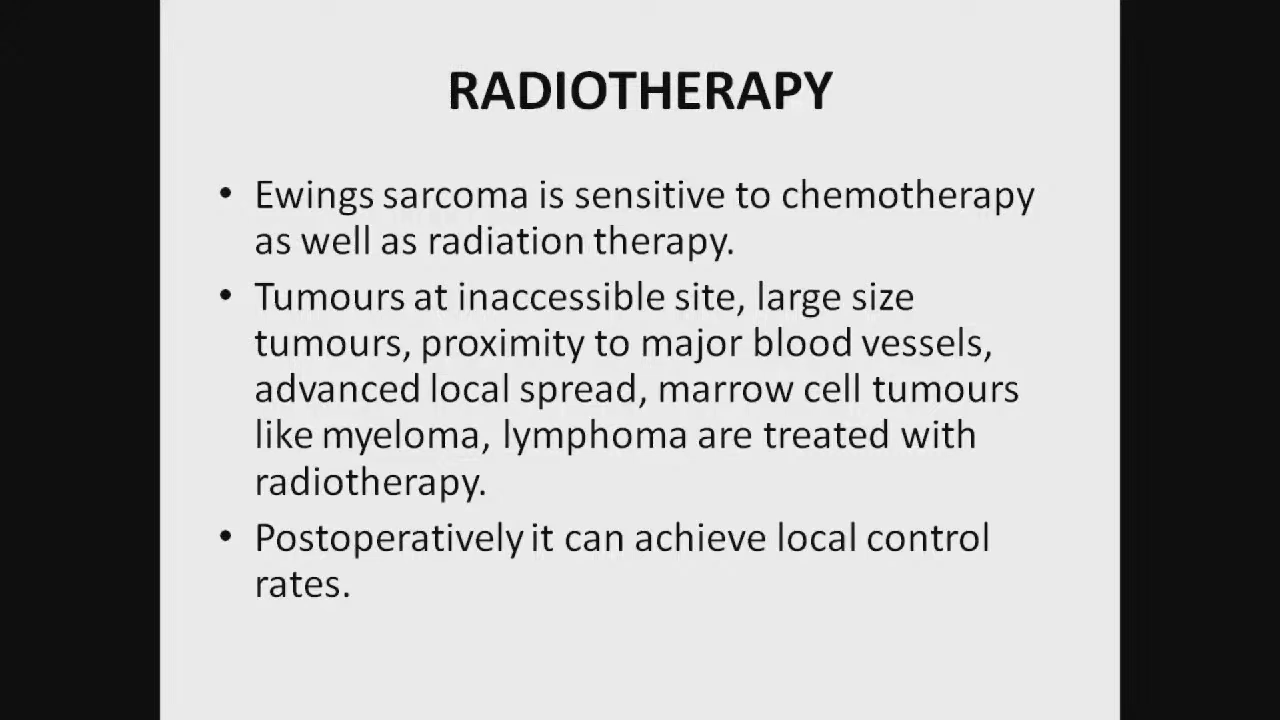 RADIOTHERAPY
• Ewings sarcoma is sensitive to chemotherapy
as well as radiation therapy.
• Tumours at inaccessible site, large size
tumours, proximity to major blood vessels,
advanced local spread, marrow cell tumours
like myeloma, lymphoma are treated with
radiotherapy.
• Postoperatively it can achieve local control
rates.